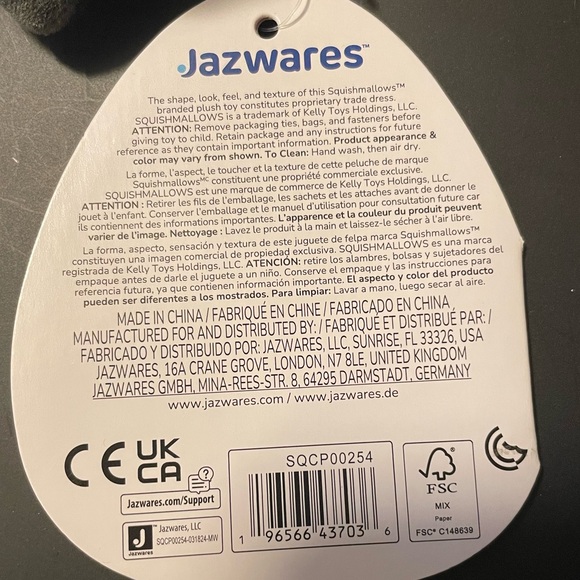 Jazwares™
The shape, look, feel, and texture of this Squishmallows™
branded plush toy constitutes proprietary trade dress.
SQUISHMALLOWS is a trademark of Kelly Toys Holdings, LLC.
ATTENTION: Remove packaging ties, bags, and fasteners before
giving toy to child. Retain package and any instructions for future
reference as they contain important information. Product appearance &
color may vary from shown. To Clean: Hand wash, then air dry.
La forme, l'aspect, le toucher et la texture de cette peluche de marque
Squishmallowsᴹᶜ constituent une propriété commerciale exclusive.
SQUISHMALLOWS est une marque de commerce de Kelly Toys Holdings, LLC.
ATTENTION : Retirer les fils de l'emballage, les sachets et les attaches avant de donner le
jouet à l'enfant. Conserver l'emballage et le manuel d'utilisation pour consultation future car
ils contiennent des informations importantes. L'apparence et la couleur du produit peuvent
varier de l'image. Nettoyage : Lavez le produit à la main et laissez-le sécher à l'air libre.
La forma, aspecto, sensación y textura de este juguete de felpa marca Squishmallows™
constituyen una imagen comercial de propiedad exclusiva. SQUISHMALLOWS es una marca
registrada de Kelly Toys Holdings, LLC. ATENCIÓN: retire los alambres, bolsas y sujetadores del
empaque antes de darle el juguete a un niño. Conserve el empaque y las instrucciones para
referencia futura, ya que contienen información importante. El aspecto y color del producto
pueden ser diferentes a los mostrados. Para limpiar: Lavar a mano, luego secar al aire.
MADE IN CHINA / FABRIQUÉ EN CHINE / FABRICADO EN CHINA,
MANUFACTURED FOR AND DISTRIBUTED BY: / FABRIQUÉ ET DISTRIBUÉ PAR: /
FABRICADO Y DISTRIBUIDO POR: JAZWARES, LLC, SUNRISE, FL 33326, USA
JAZWARES, 16A CRANE GROVE, LONDON, N7 8LE, UNITED KINGDOM
JAZWARES GMBH, MINA-REES-STR. 8, 64295 DARMSTADT, GERMANY
www.jazwares.com / www.jazwares.de
CE UK
CA
Jazwares.com/Support
J ™ Jazwares, LLC
Jazwares SQCP00254-031824-MW
SQCP00254
1 96566 43703 6
FSC
MIX
Paper
FSC® C148639